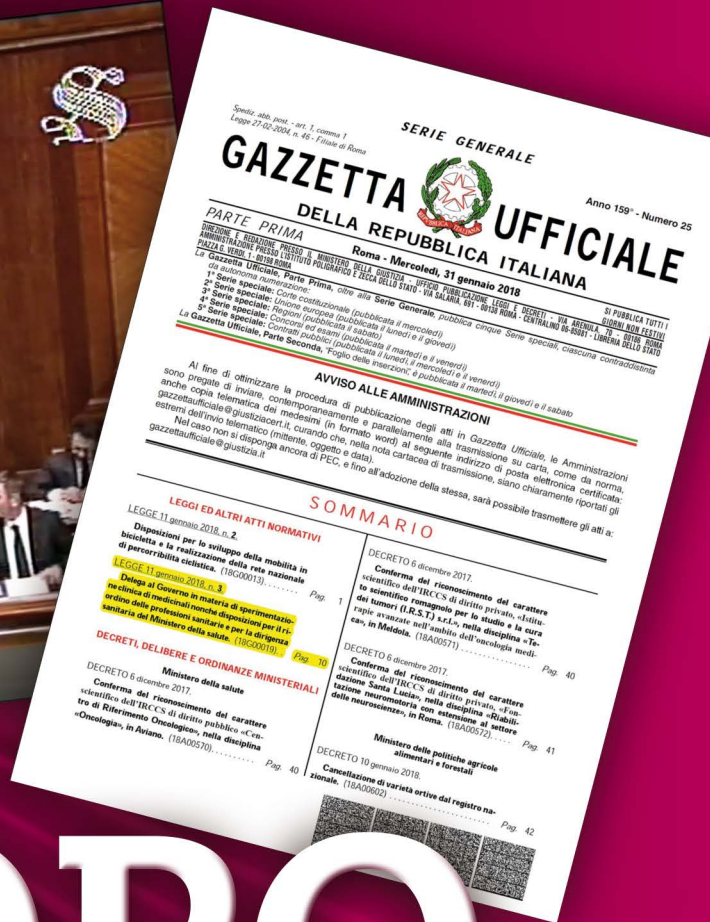 S
Spediz. abb. post. - art. 1, comma 1
Legge 27-02-2004, n. 46 - Filiale di Roma
SERIE GENERALE
GAZZETTA UFFICIALE
REPVBBLICA ITALIANA
DELLA REPUBBLICA ITALIANA
Anno 159° - Numero 25
PARTE PRIMA
Roma - Mercoledì, 31 gennaio 2018
SI PUBBLICA TUTTI I
GIORNI NON FESTIVI
DIREZIONE E REDAZIONE PRESSO IL MINISTERO DELLA GIUSTIZIA - UFFICIO PUBBLICAZIONE LEGGI E DECRETI - VIA ARENULA, 70 - 00186 ROMA
AMMINISTRAZIONE PRESSO L'ISTITUTO POLIGRAFICO E ZECCA DELLO STATO - VIA SALARIA, 691 - 00138 ROMA - CENTRALINO 06-85081 - LIBRERIA DELLO STATO
PIAZZA G. VERDI, 1 - 00198 ROMA
La Gazzetta Ufficiale, Parte Prima, oltre alla Serie Generale, pubblica cinque Serie speciali, ciascuna contraddistinta
da autonoma numerazione:
1ª Serie speciale: Corte costituzionale (pubblicata il mercoledì)
2ª Serie speciale: Unione europea (pubblicata il lunedì e il giovedì)
3ª Serie speciale: Regioni (pubblicata il sabato)
4ª Serie speciale: Concorsi ed esami (pubblicata il martedì e il venerdì)
5ª Serie speciale: Contratti pubblici (pubblicata il lunedì, il mercoledì e il venerdì)
La Gazzetta Ufficiale, Parte Seconda, "Foglio delle inserzioni", è pubblicata il martedì, il giovedì e il sabato
AVVISO ALLE AMMINISTRAZIONI
Al fine di ottimizzare la procedura di pubblicazione degli atti in Gazzetta Ufficiale, le Amministrazioni
sono pregate di inviare, contemporaneamente e parallelamente alla trasmissione su carta, come da norma,
anche copia telematica dei medesimi (in formato word) al seguente indirizzo di posta elettronica certificata:
gazzettaufficiale@giustiziacert.it, curando che, nella nota cartacea di trasmissione, siano chiaramente riportati gli
estremi dell'invio telematico (mittente, oggetto e data).
Nel caso non si disponga ancora di PEC, e fino all'adozione della stessa, sarà possibile trasmettere gli atti a:
gazzettaufficiale@giustizia.it
SOMMARIO
LEGGI ED ALTRI ATTI NORMATIVI
LEGGE 11 gennaio 2018, n. 2.
Disposizioni per lo sviluppo della mobilità in
bicicletta e la realizzazione della rete nazionale
di percorribilità ciclistica. (18G00013). Pag. 1
LEGGE 11 gennaio 2018, n. 3.
Delega al Governo in materia di sperimentazio-
ne clinica di medicinali nonché disposizioni per il ri-
ordino delle professioni sanitarie e per la dirigenza
sanitaria del Ministero della salute. (18G00019). . Pag. 10
DECRETI, DELIBERE E ORDINANZE MINISTERIALI
Ministero della salute
DECRETO 6 dicembre 2017.
Conferma del riconoscimento del carattere
scientifico dell'IRCCS di diritto pubblico «Cen-
tro di Riferimento Oncologico», nella disciplina
«Oncologia», in Aviano. (18A00570). . . . . . . . . Pag. 40
DECRETO 6 dicembre 2017.
Conferma del riconoscimento del carattere
scientifico dell'IRCCS di diritto privato, «Istitu-
to scientifico romagnolo per lo studio e la cura
dei tumori (I.R.S.T.) s.r.l.», nella disciplina «Te-
rapie avanzate nell'ambito dell'oncologia medi-
ca», in Meldola. (18A00571) . . . . . . . . . . . Pag. 40
DECRETO 6 dicembre 2017.
Conferma del riconoscimento del carattere
scientifico dell'IRCCS di diritto privato, «Fon-
dazione Santa Lucia», nella disciplina «Riabili-
tazione neuromotoria con estensione al settore
delle neuroscienze», in Roma. (18A00572). . . . . Pag. 41
Ministero delle politiche agricole
alimentari e forestali
DECRETO 10 gennaio 2018.
Cancellazione di varietà ortive dal registro na-
zionale. (18A00602) . . . . . . . . . . . . . . . . Pag. 42